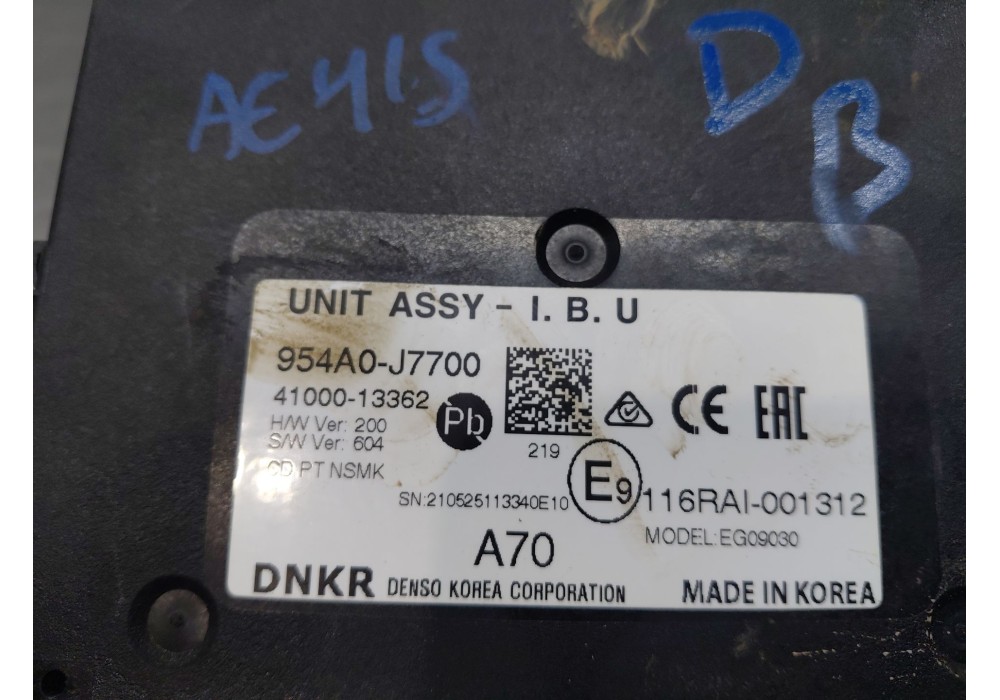 AE41S
D
B
UNIT ASSY - I. B. U
954A0-J7700
41000-13362
H/W Ver: 200
S/W Ver: 604
CD PT NSMK
Pb
219
CE EAC
SN:210525113340E10
E9
116RAI-001312
MODEL:EG09030
A70
DNKR DENSO KOREA CORPORATION
MADE IN KOREA